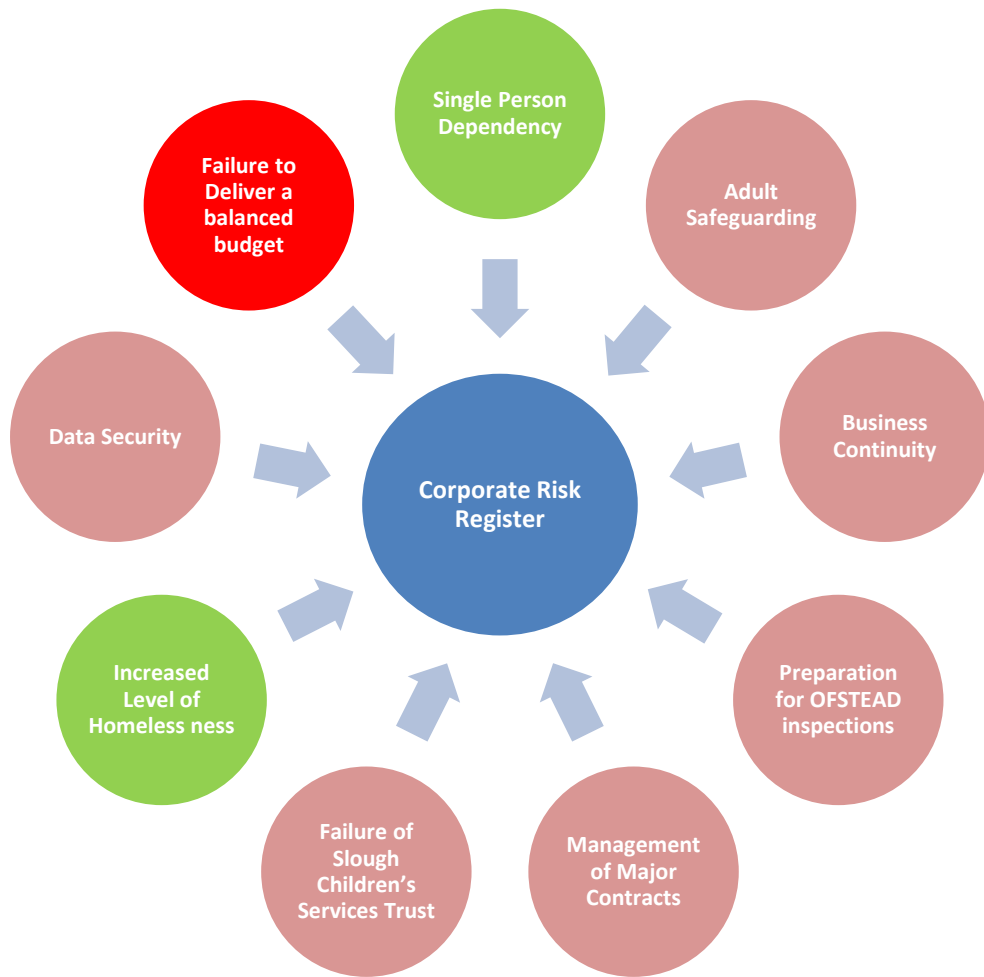 Single Person
Dependency
Adult
Safeguarding
Business
Continuity
Preparation
for OFSTEAD
inspections
Management
of Major
Contracts
Failure of
Slough
Children’s
Services Trust
Increased
Level of
Homeless ness
Data Security
Failure to
Deliver a
balanced
budget
Corporate Risk
Register